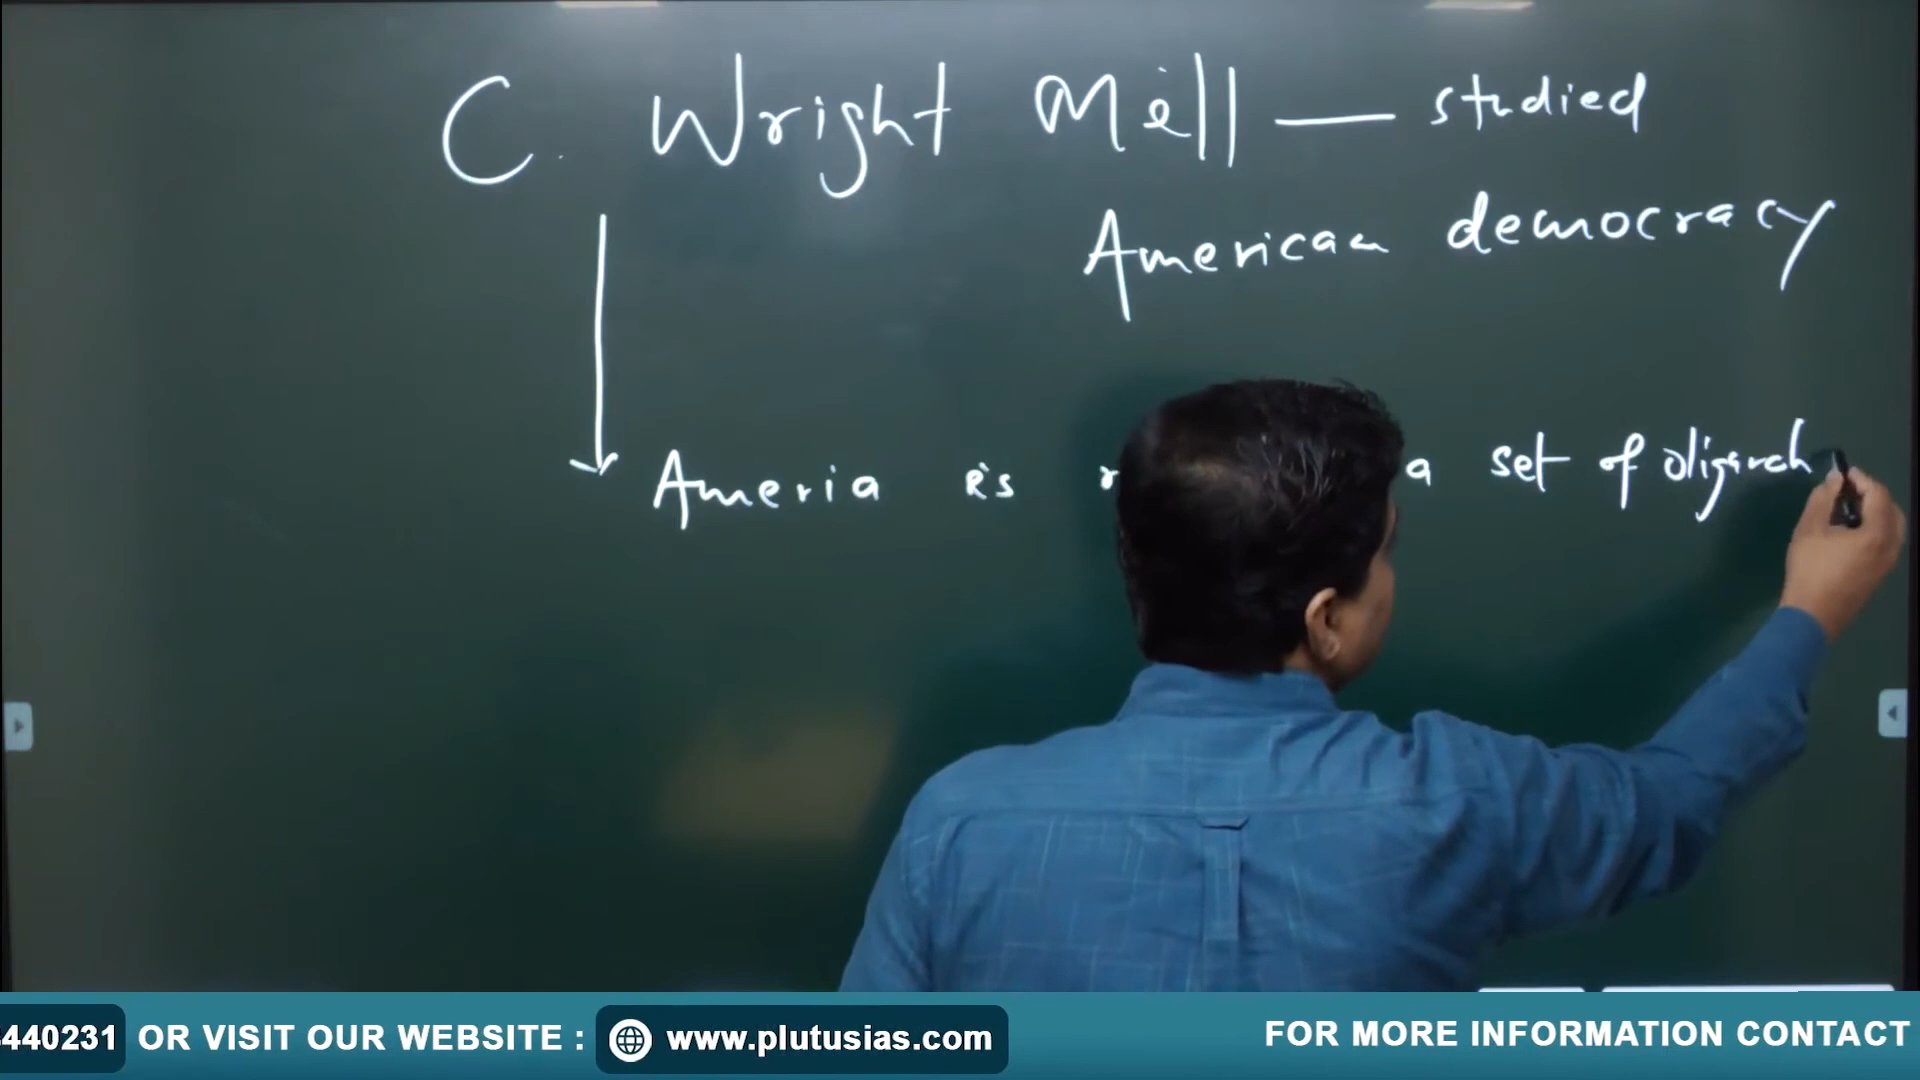 C. Wright Mill — studied
American democracy
Ameria is a set of oligarch
440231 OR VISIT OUR WEBSITE : www.plutusias.com FOR MORE INFORMATION CONTACT